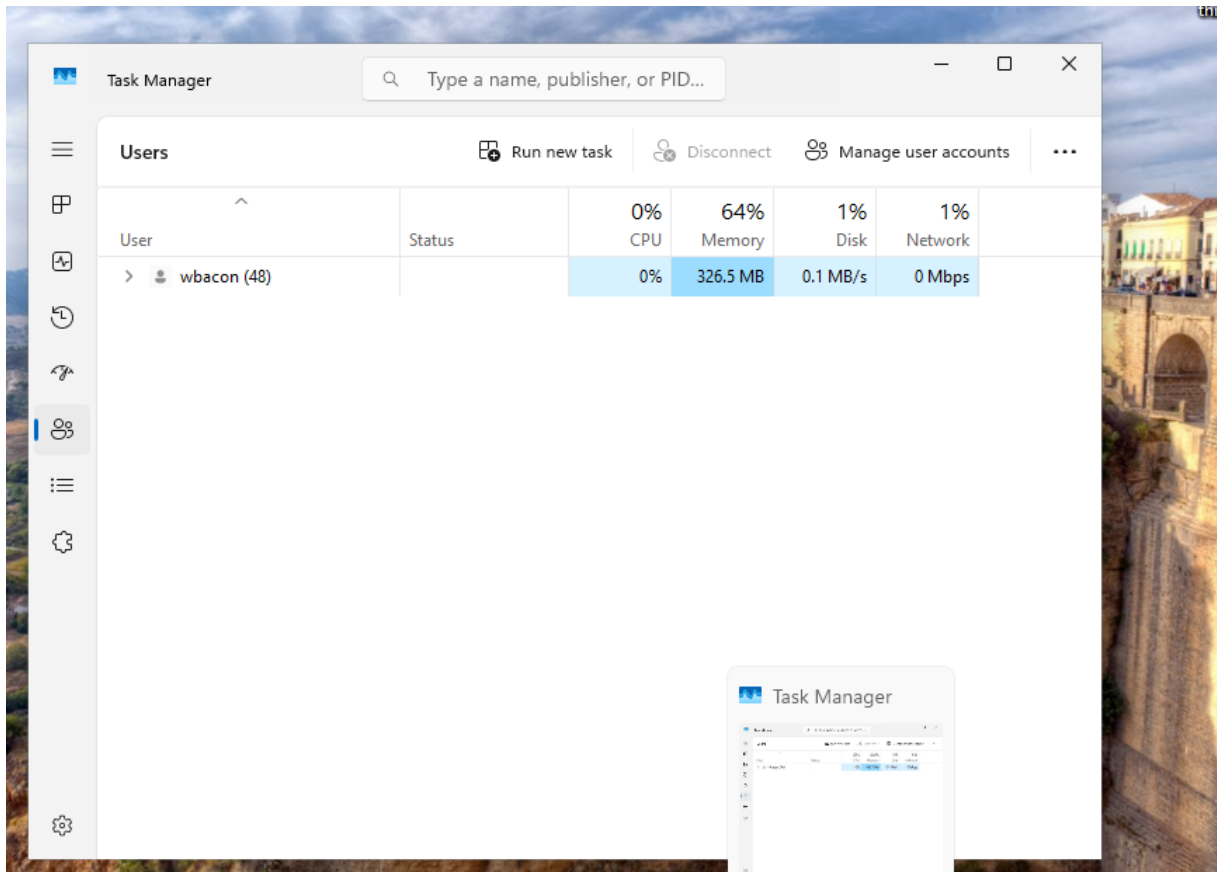 Task Manager
Type a name, publisher, or PID...
Users
Run new task
Disconnect
Manage user accounts
0% 64% 1% 1%
User Status CPU Memory Disk Network
wbacon (48) 0% 326.5 MB 0.1 MB/s 0 Mbps
Task Manager